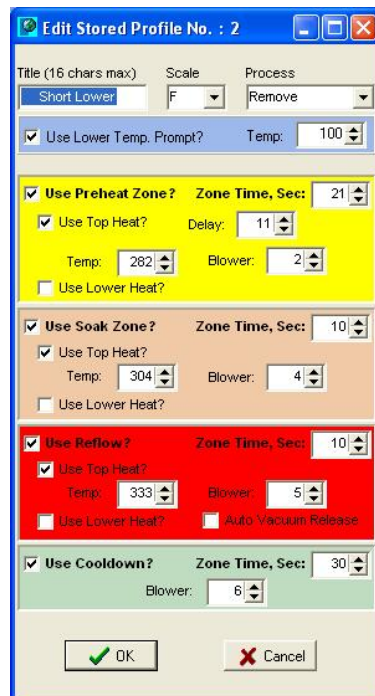 Edit Stored Profile No. : 2
Title (16 chars max) Scale Process
Short Lower F Remove
Use Lower Temp. Prompt? Temp: 100
Use Preheat Zone? Zone Time, Sec: 21
Use Top Heat? Delay: 11
Temp: 282 Blower: 2
Use Lower Heat?
Use Soak Zone? Zone Time, Sec: 10
Use Top Heat?
Temp: 304 Blower: 4
Use Lower Heat?
Use Reflow? Zone Time, Sec: 10
Use Top Heat?
Temp: 333 Blower: 5
Use Lower Heat? Auto Vacuum Release
Use Cooldown? Zone Time, Sec: 30
Blower: 6
OK Cancel